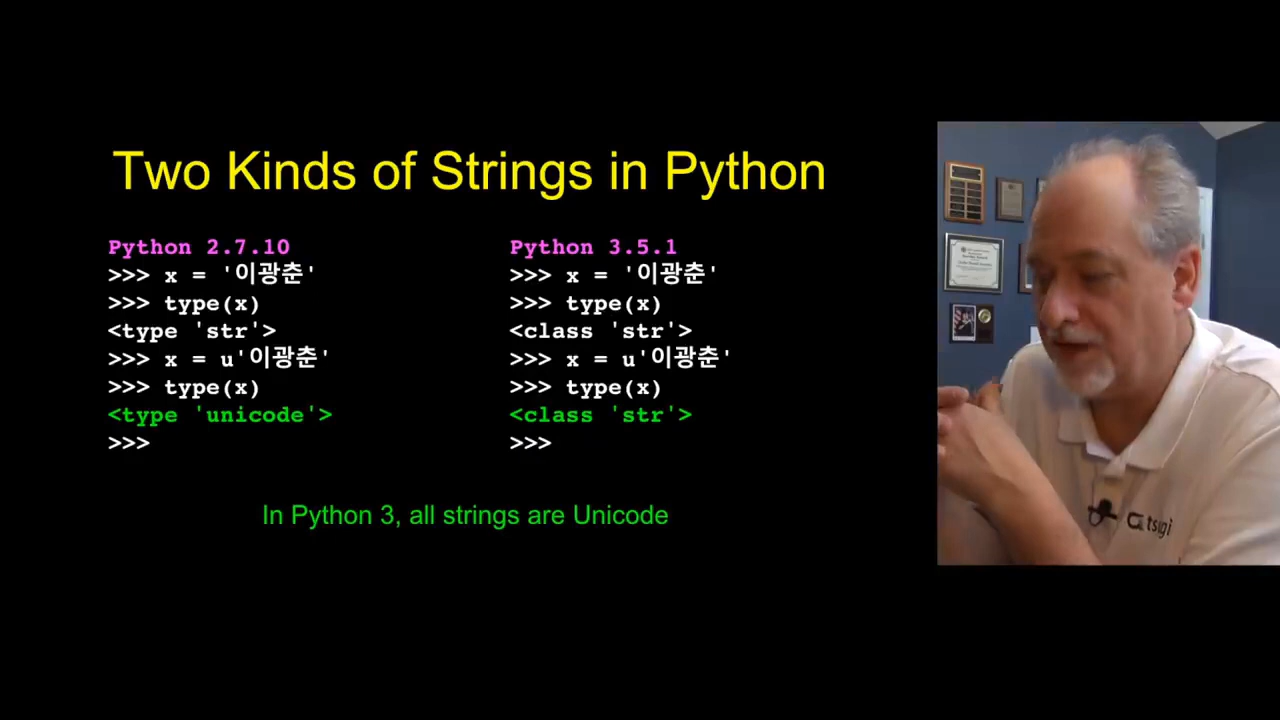 Two Kinds of Strings in Python
Python 2.7.10
>>> x = '이광춘'
>>> type(x)
<type 'str'>
>>> x = u'이광춘'
>>> type(x)
<type 'unicode'>
>>>
Python 3.5.1
>>> x = '이광춘'
>>> type(x)
<class 'str'>
>>> x = u'이광춘'
>>> type(x)
<class 'str'>
>>>
In Python 3, all strings are Unicode
tsugi